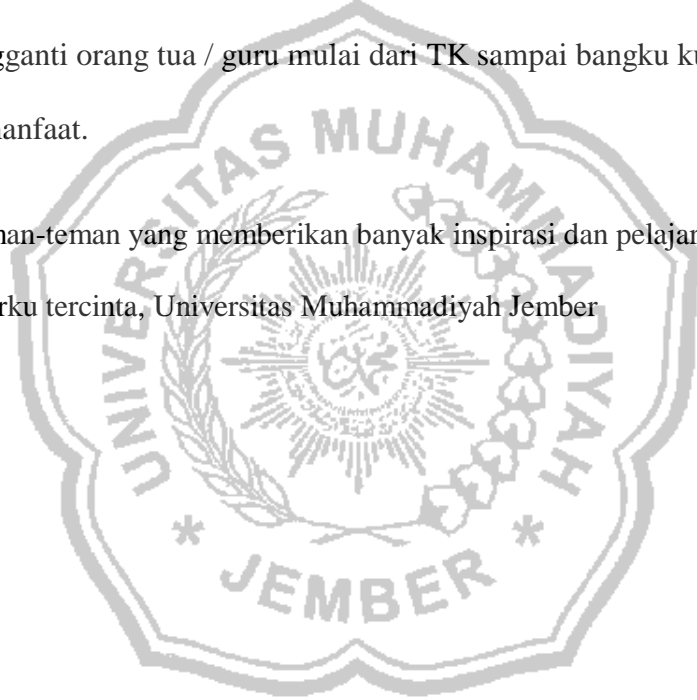 gganti orang tua / guru mulai dari TK sampai bangku ku
anfaat.
man-teman yang memberikan banyak inspirasi dan pelajar
rku tercinta, Universitas Muhammadiyah Jember
UNIVERSITAS MUHAMMADIYAH
* JEMBER *